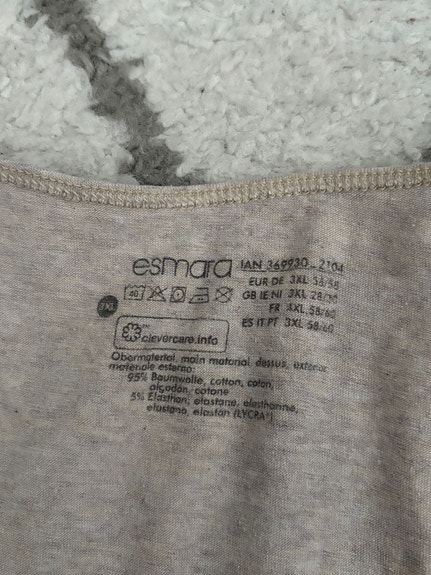 esmara IAN 369930_2104
EUR DE 3XL 56/58
40 GB IE NI 3XL 28/30
FR 3XL 58/60
ES IT PT 3XL 58/60
clevercare.info
Obermaterial, main material, dessus, exterior,
materiale esterno:
95% Baumwolle, cotton, coton,
algodón, cotone
5% Elasthan, elastane, élasthanne,
elastano, elastan (LYCRA®)